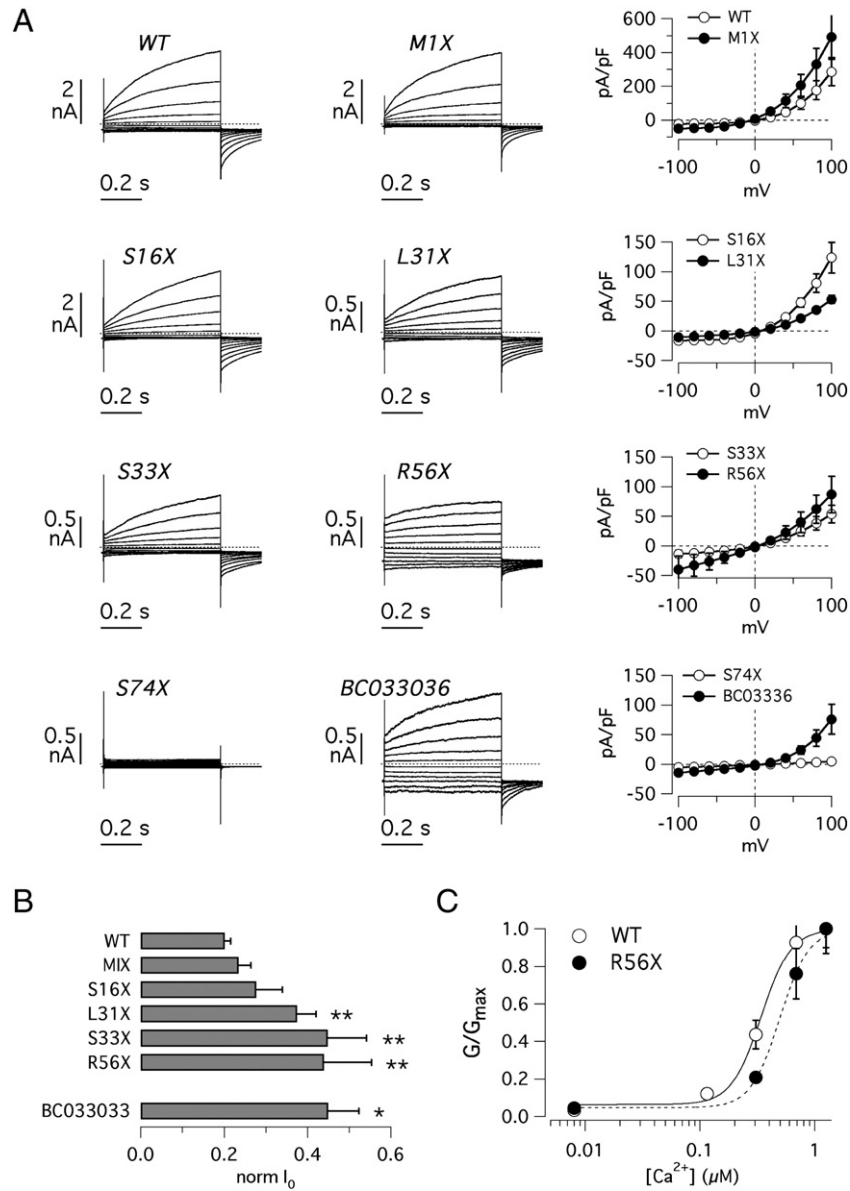 A
WT
2
nA
0.2 s
M1X
2
nA
0.2 s
WT
M1X
pA/pF
600
400
200
0
-100
0
100
mV
S16X
2
nA
0.2 s
L31X
0.5
nA
0.2 s
S16X
L31X
pA/pF
150
100
50
0
-50
-100
0
100
mV
S33X
0.5
nA
0.2 s
R56X
0.5
nA
0.2 s
S33X
R56X
pA/pF
150
100
50
0
-50
-100
0
100
mV
S74X
0.5
nA
0.2 s
BC033036
0.5
nA
0.2 s
S74X
BC03336
pA/pF
150
100
50
0
-50
-100
0
100
mV
B
WT
MIX
S16X
L31X **
S33X **
R56X **
BC033033 *
0.0 0.2 0.4 0.6
norm I₀
C
WT
R56X
G/Gmax
1.0
0.8
0.6
0.4
0.2
0.0
0.01 0.1 1
[Ca²⁺] (μM)